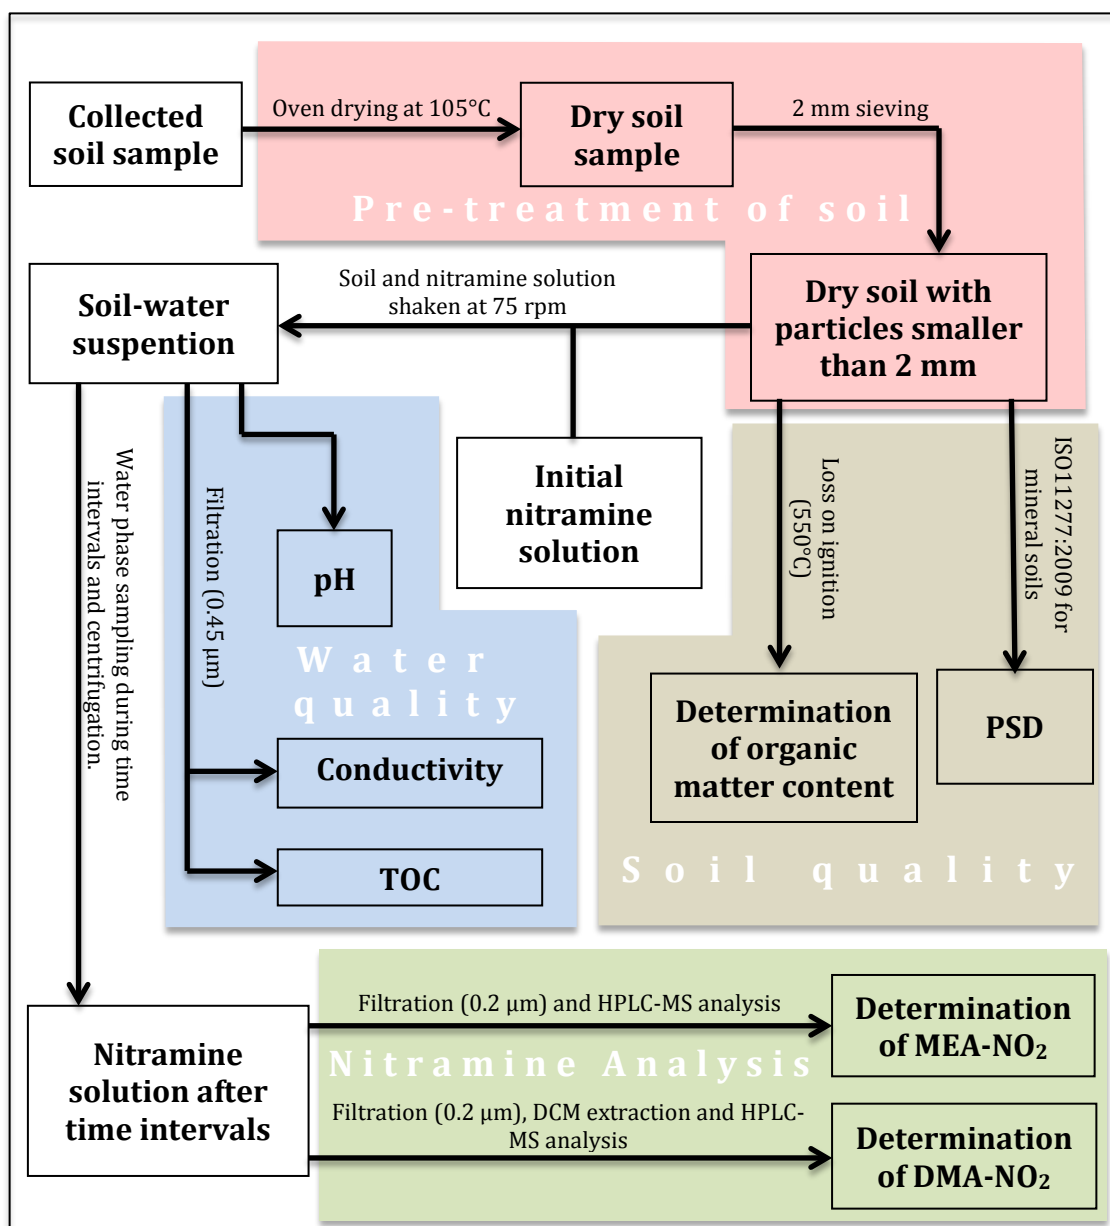 Collected
soil sample
Oven drying at 105°C
Dry soil
sample
2 mm sieving
Pre-treatment of soil
Soil-water
suspention
Soil and nitramine solution
shaken at 75 rpm
Dry soil with
particles smaller
than 2 mm
Initial
nitramine
solution
Water phase sampling during time
intervals and centrifugation.
Filtration (0.45 µm)
pH
Water
quality
Conductivity
TOC
Loss on ignition
(550°C)
ISO11277:2009 for
mineral soils
Determination
of organic
matter content
PSD
Soil quality
Nitramine
solution after
time intervals
Filtration (0.2 µm) and HPLC-MS analysis
Determination
of MEA-NO₂
Nitramine Analysis
Filtration (0.2 µm), DCM extraction and HPLC-
MS analysis
Determination
of DMA-NO₂